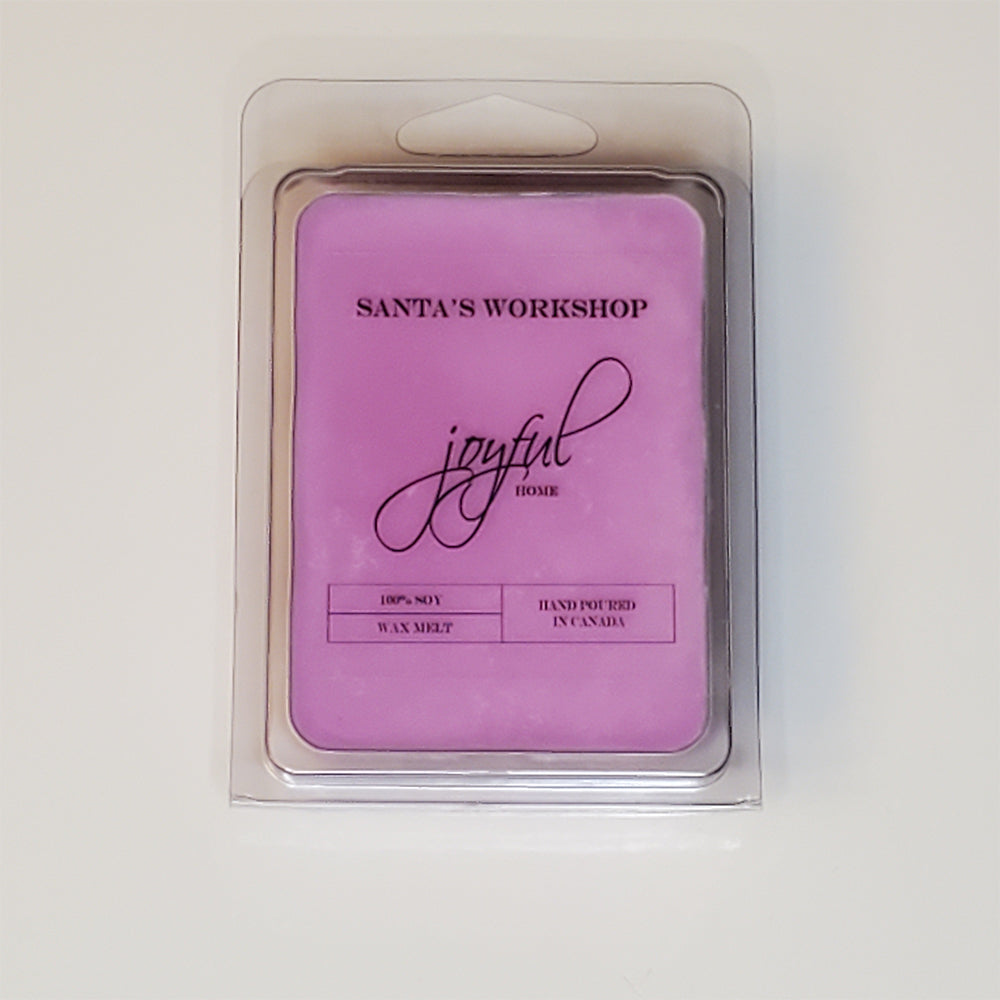 SANTA'S WORKSHOP
joyful
HOME
100% SOY
WAX MELT
HAND POURED
IN CANADA